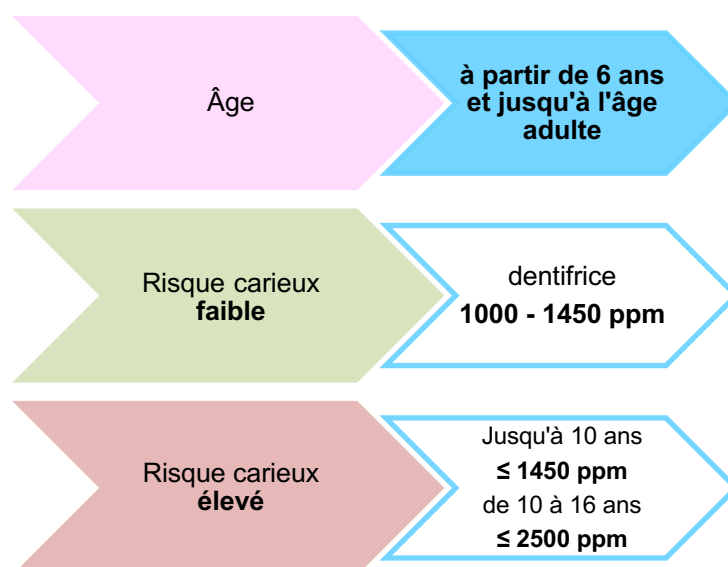 Âge
à partir de 6 ans
et jusqu'à l'âge
adulte
Risque carieux
faible
dentifrice
1000 - 1450 ppm
Risque carieux
élevé
Jusqu'à 10 ans
≤ 1450 ppm
de 10 à 16 ans
≤ 2500 ppm